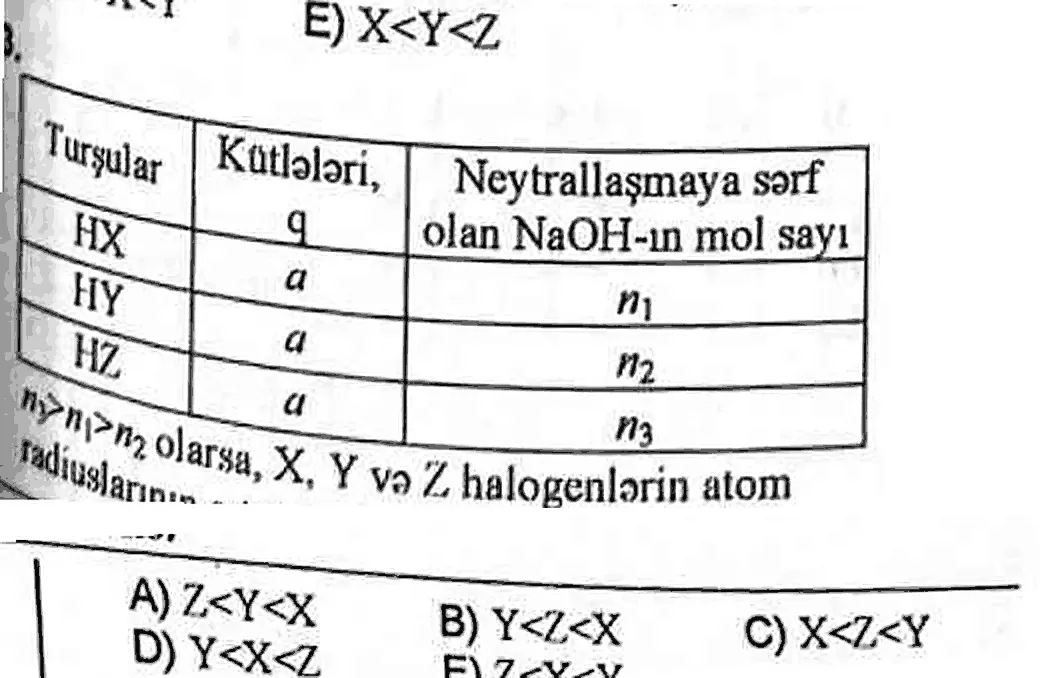 E) X<Y<Z
Turşular
Kütlələri, q
Neytrallaşmaya sərf olan NaOH-ın mol sayı
HX
a
n₁
HY
a
n₂
HZ
a
n₃
n₃>n₁>n₂ olarsa, X, Y və Z halogenlərin atom
radiuslarının
A) Z<Y<X
B) Y<Z<X
C) X<Z<Y
D) Y<X<Z